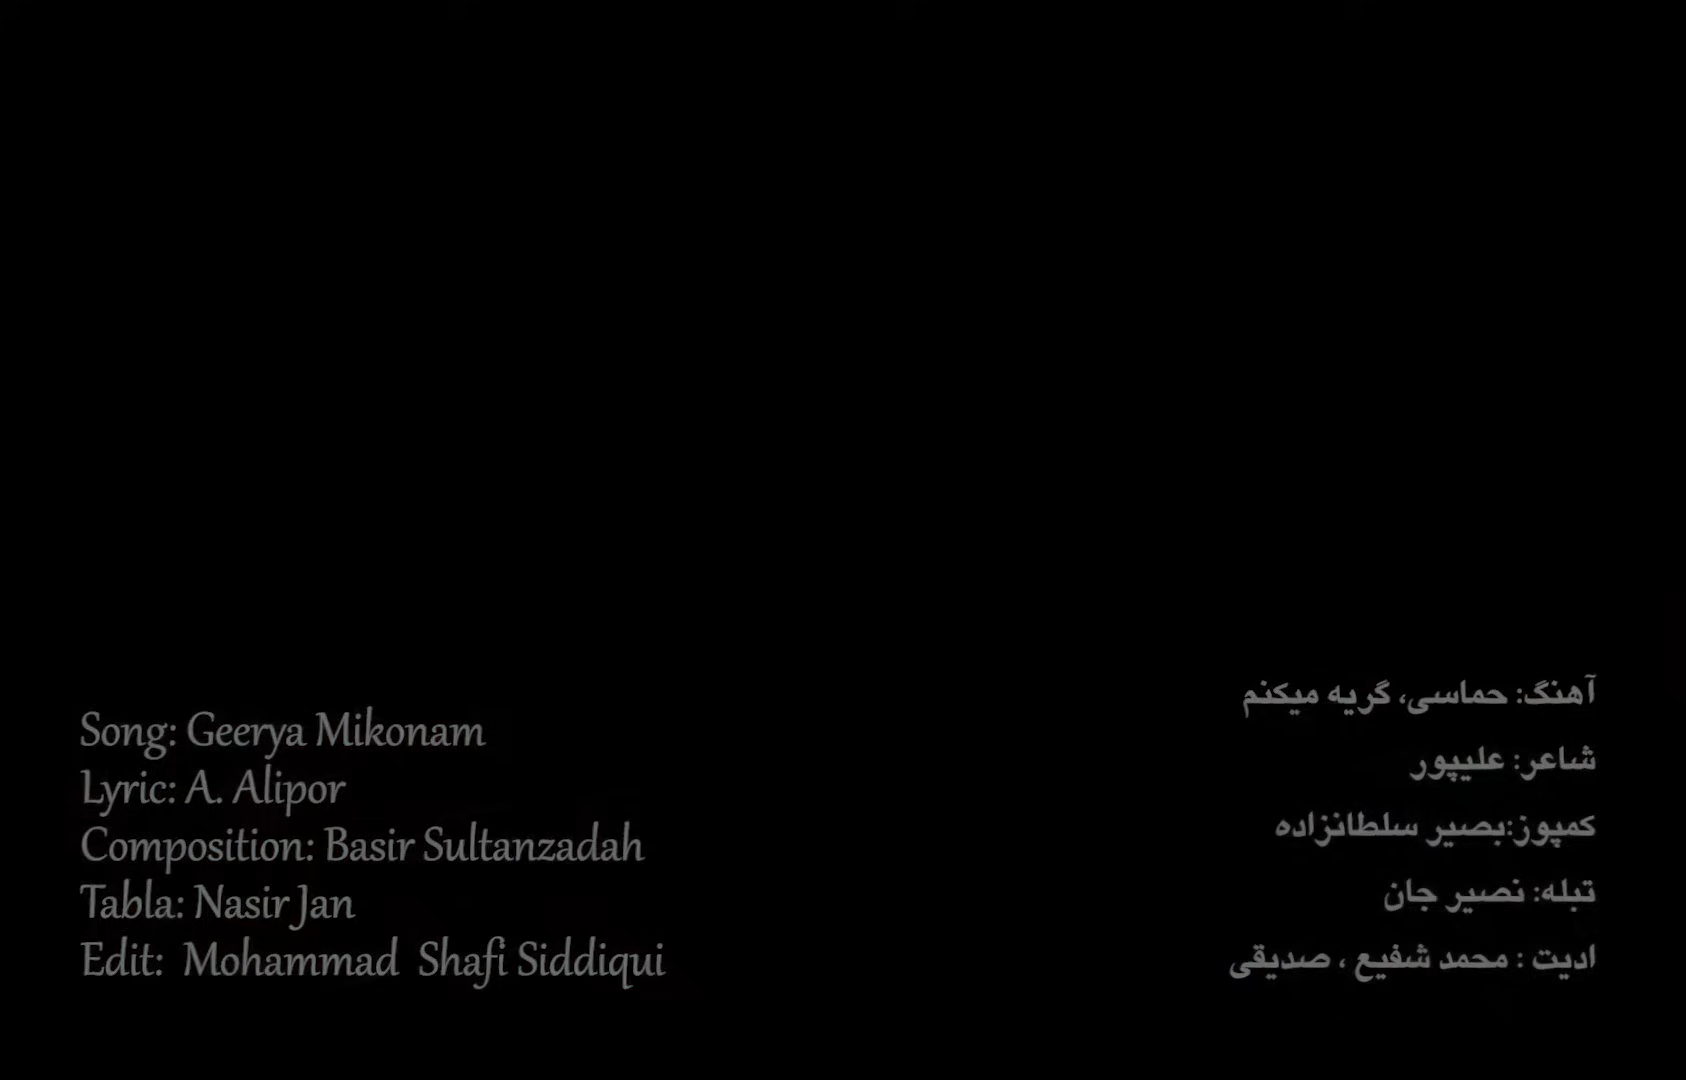 Song: Geerya Mikonam
Lyric: A. Alipor
Composition: Basir Sultanzadah
Tabla: Nasir Jan
Edit: Mohammad Shafi Siddiqui
آهنگ: حماسی، گریه میکنم
شاعر: علیپور
کمپوز:بصیر سلطانزاده
تبله: نصیر جان
ادیت : محمد شفیع ، صدیقی